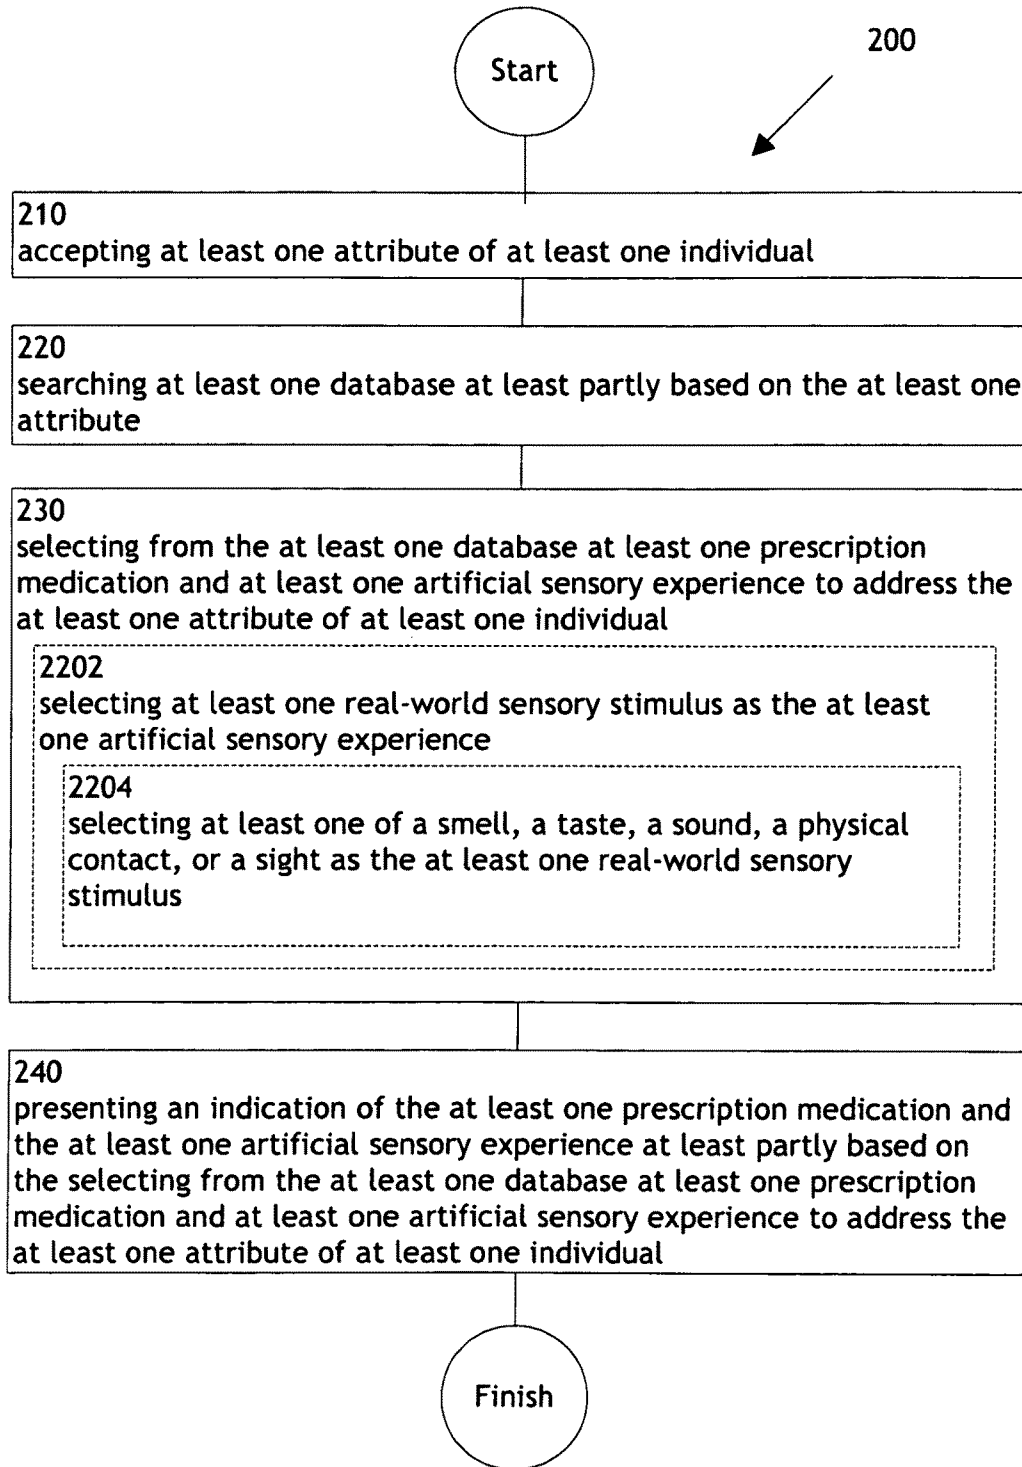 Start
200
210
accepting at least one attribute of at least one individual
220
searching at least one database at least partly based on the at least one
attribute
230
selecting from the at least one database at least one prescription
medication and at least one artificial sensory experience to address the
at least one attribute of at least one individual
2202
selecting at least one real-world sensory stimulus as the at least
one artificial sensory experience
2204
selecting at least one of a smell, a taste, a sound, a physical
contact, or a sight as the at least one real-world sensory
stimulus
240
presenting an indication of the at least one prescription medication and
the at least one artificial sensory experience at least partly based on
the selecting from the at least one database at least one prescription
medication and at least one artificial sensory experience to address the
at least one attribute of at least one individual
Finish